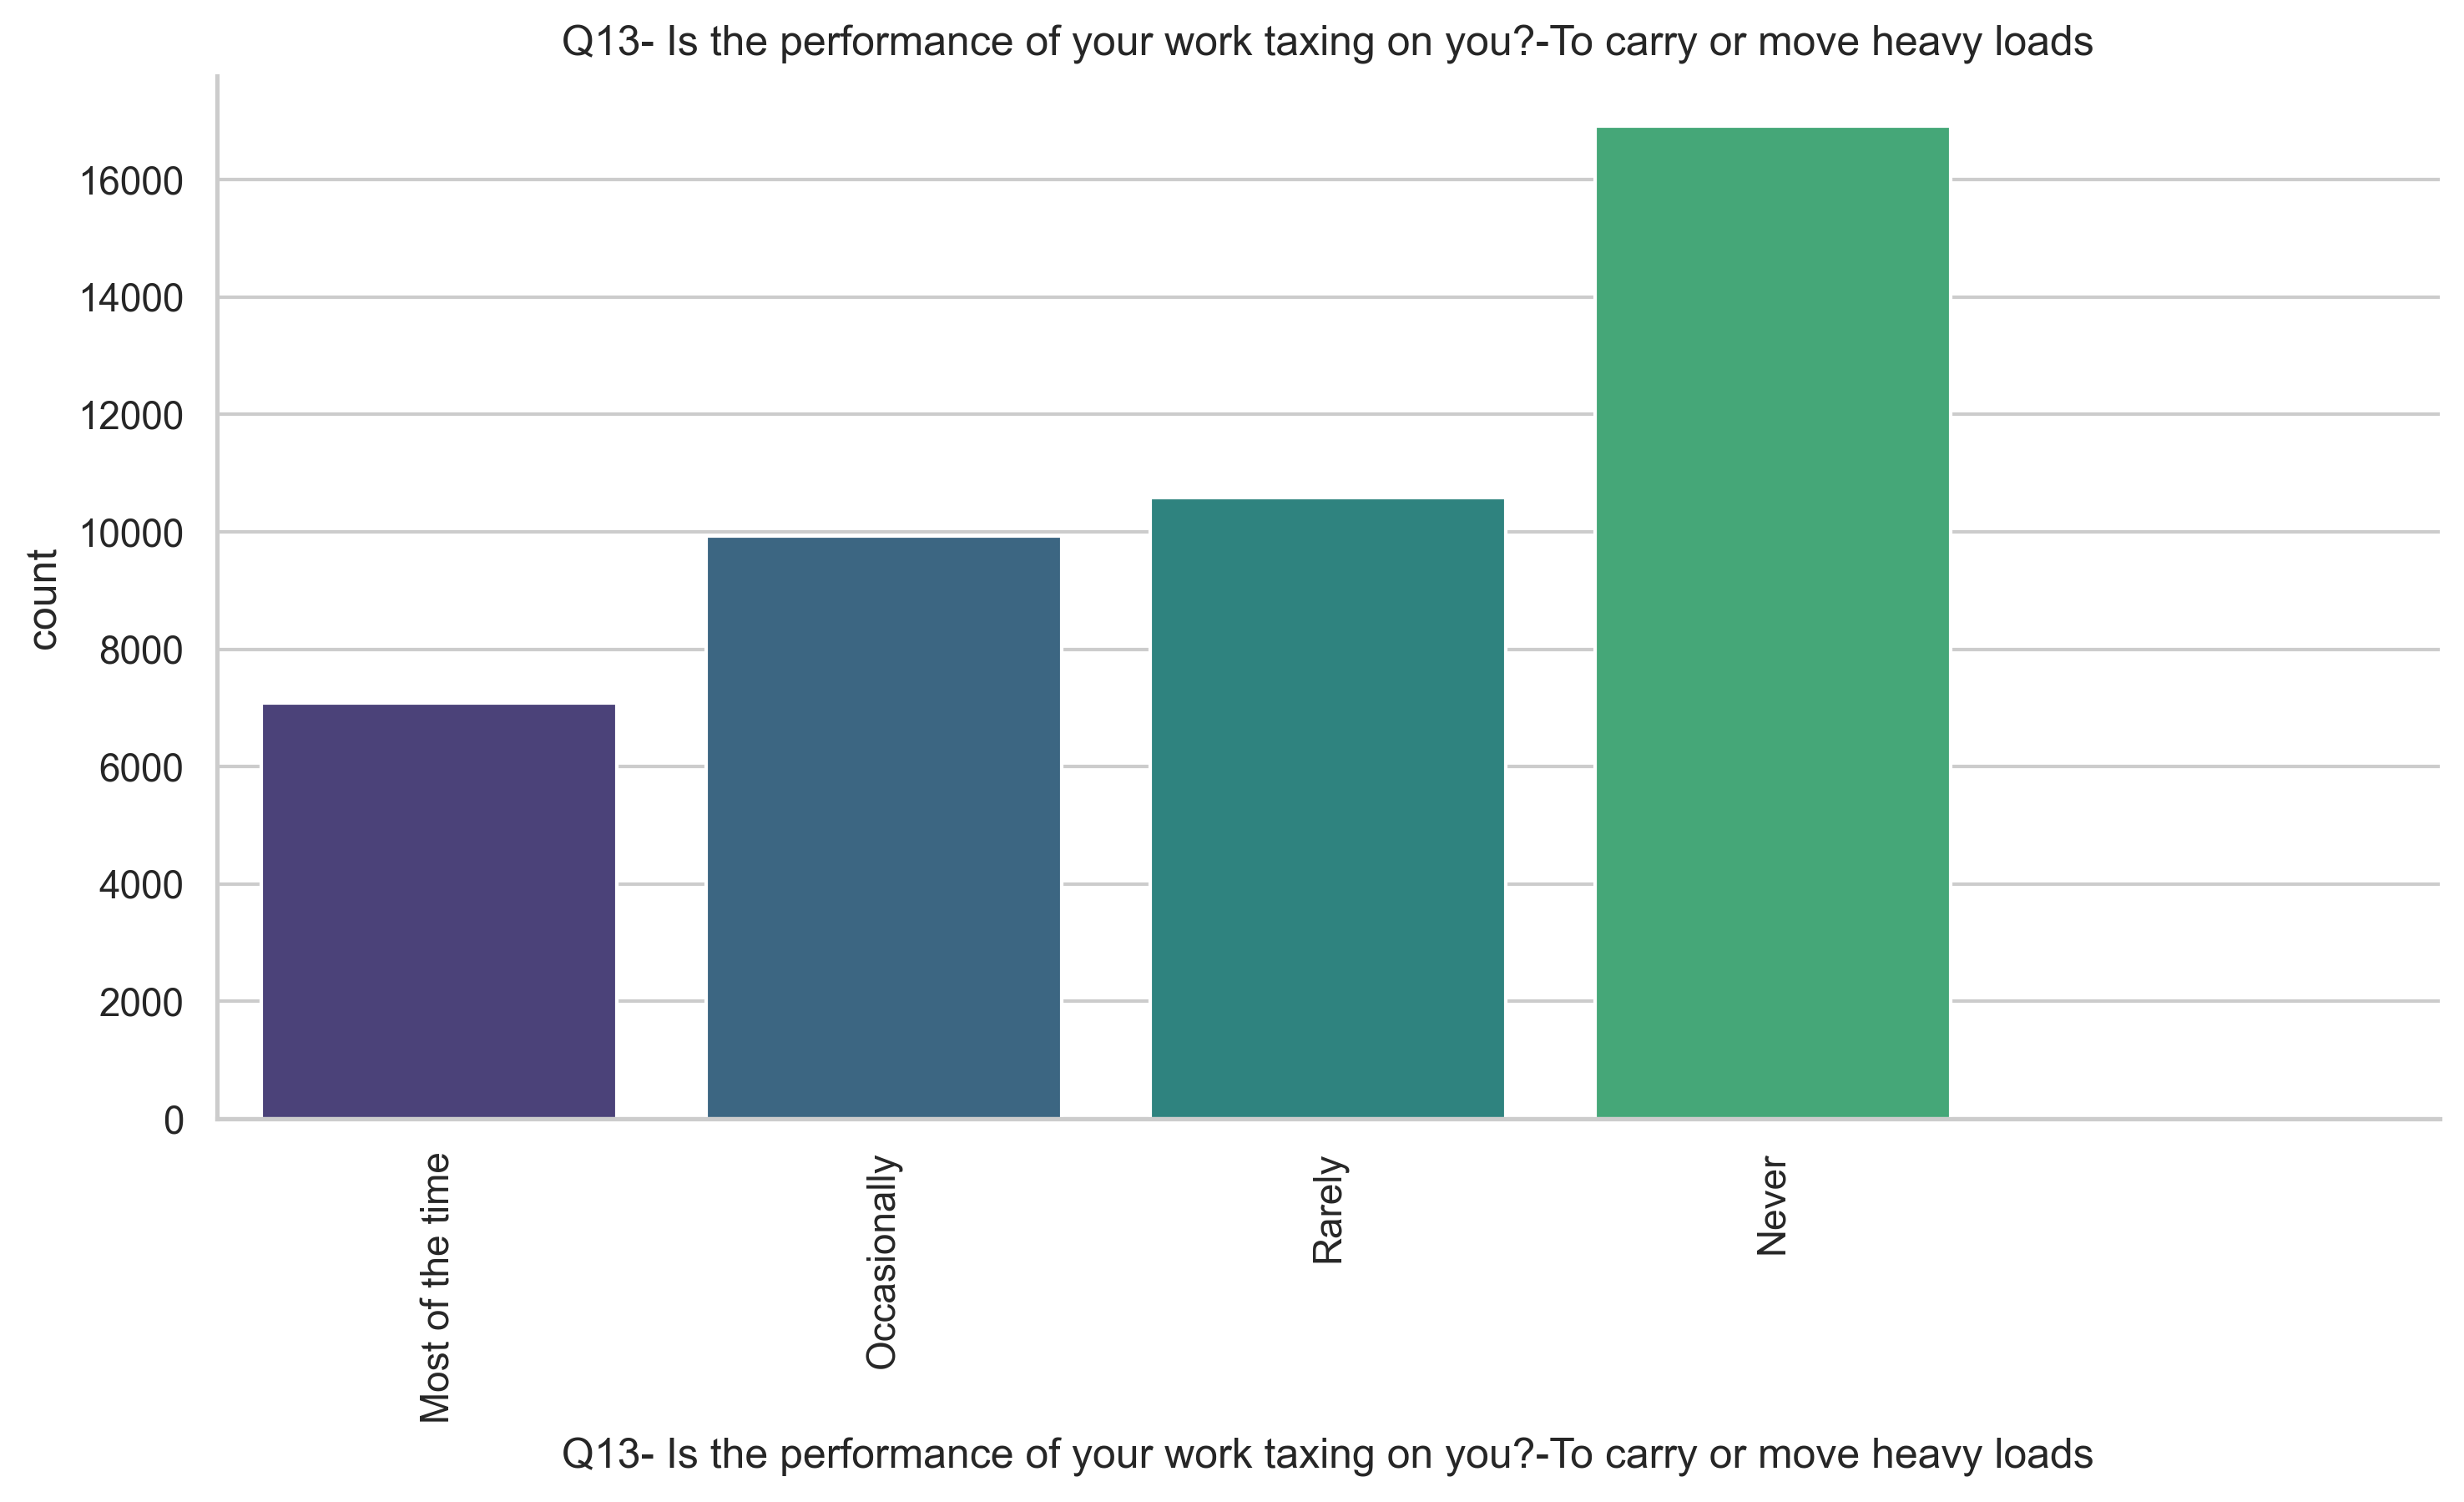 Q13- Is the performance of your work taxing on you?-To carry or move heavy loads
16000
14000
12000
10000
8000
6000
4000
2000
0
count
Most of the time
Occasionally
Rarely
Never
Q13- Is the performance of your work taxing on you?-To carry or move heavy loads